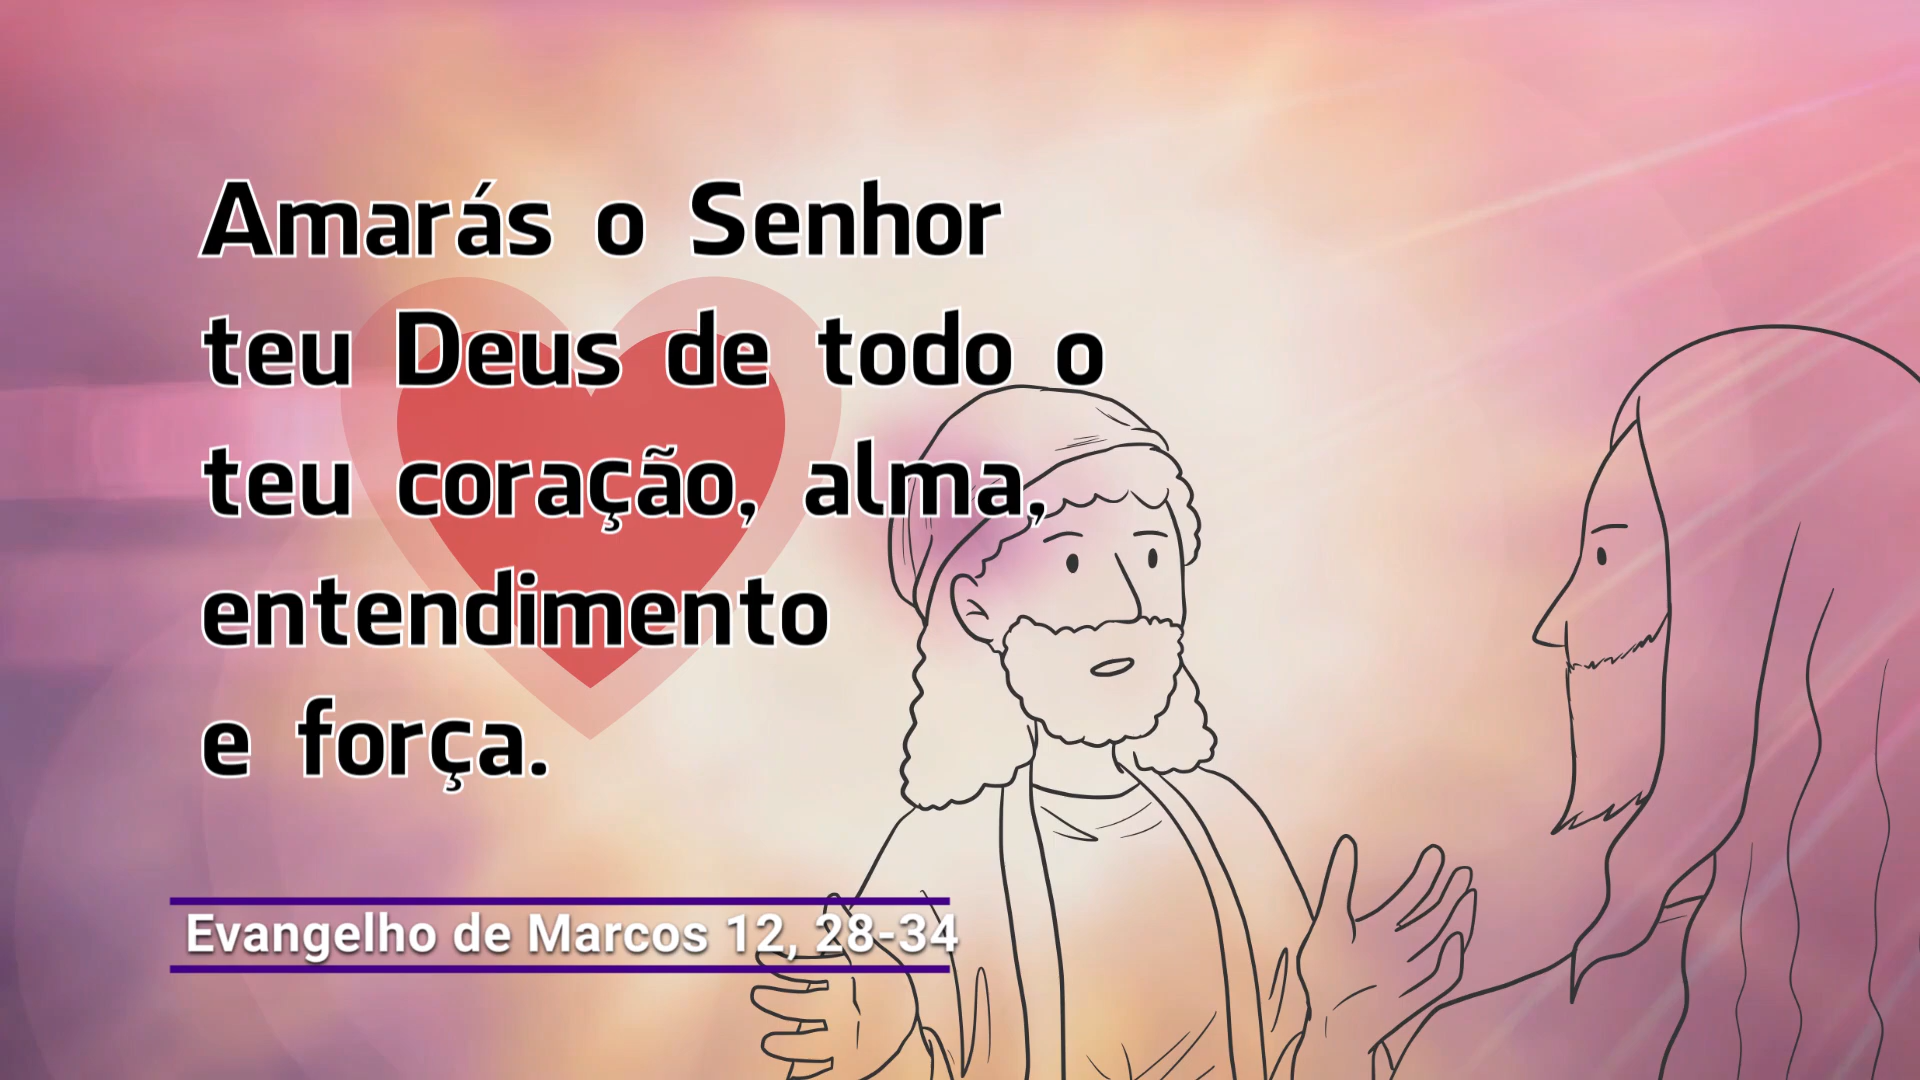 Amarás o Senhor
teu Deus de todo o
teu coração, alma,
entendimento
e força.
Evangelho de Marcos 12, 28-34